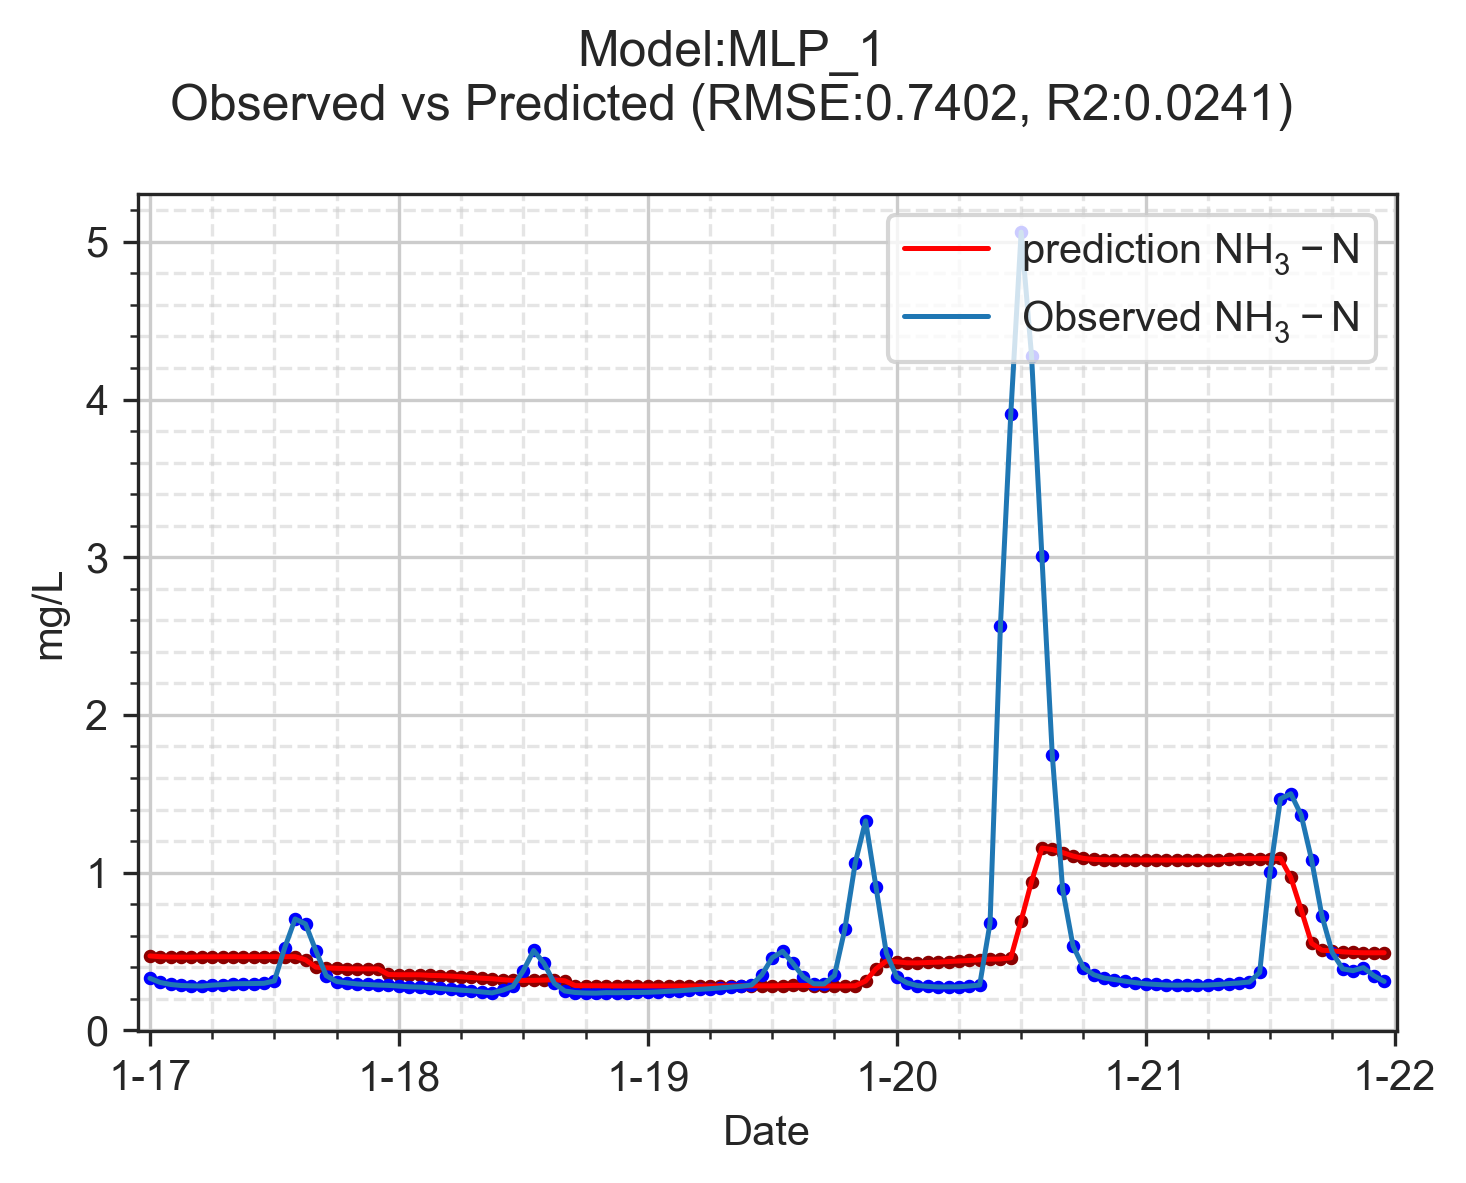 Model:MLP_1
Observed vs Predicted (RMSE:0.7402, R2:0.0241)
prediction NH₃ − N
Observed NH₃ − N
5
4
3
2
1
0
mg/L
1-17 1-18 1-19 1-20 1-21 1-22
Date